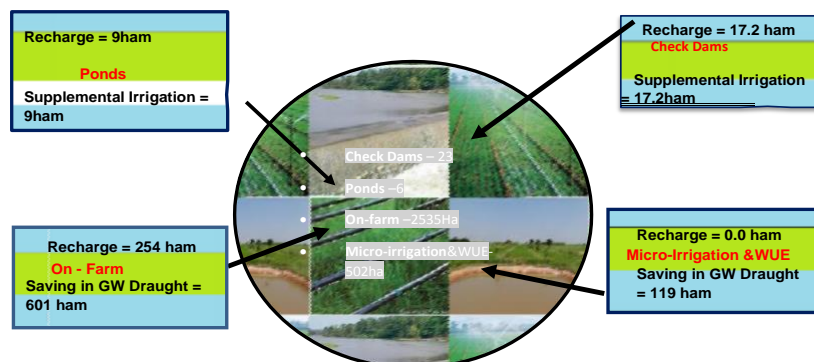 Recharge = 9ham
Ponds
Supplemental Irrigation =
9ham
Recharge = 17.2 ham
Check Dams
Supplemental Irrigation
= 17.2ham
• Check Dams – 23
• Ponds –6
• On-farm –2535Ha
• Micro-irrigation&WUE-
502ha
Recharge = 254 ham
On - Farm
Saving in GW Draught =
601 ham
Recharge = 0.0 ham
Micro-Irrigation &WUE
Saving in GW Draught
= 119 ham